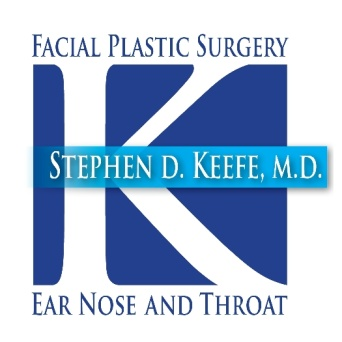 FACIAL PLASTIC SURGERY
K
STEPHEN D. KEEFE, M.D.
EAR NOSE AND THROAT